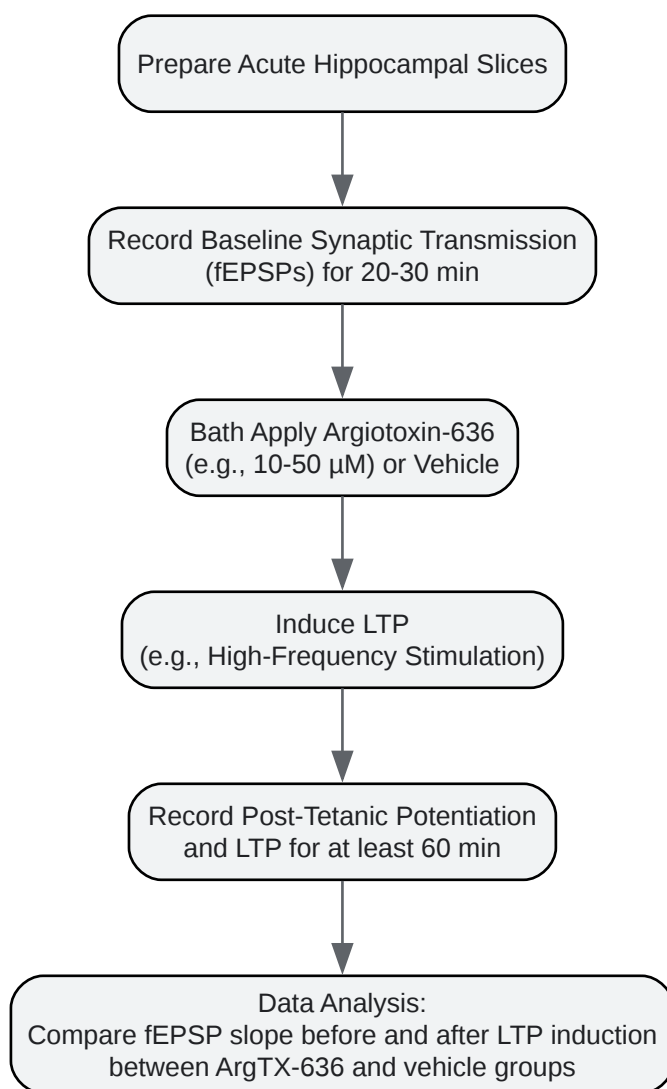 Prepare Acute Hippocampal Slices
Record Baseline Synaptic Transmission
(fEPSPs) for 20-30 min
Bath Apply Argiotoxin-636
(e.g., 10-50 µM) or Vehicle
Induce LTP
(e.g., High-Frequency Stimulation)
Record Post-Tetanic Potentiation
and LTP for at least 60 min
Data Analysis:
Compare fEPSP slope before and after LTP induction
between ArgTX-636 and vehicle groups